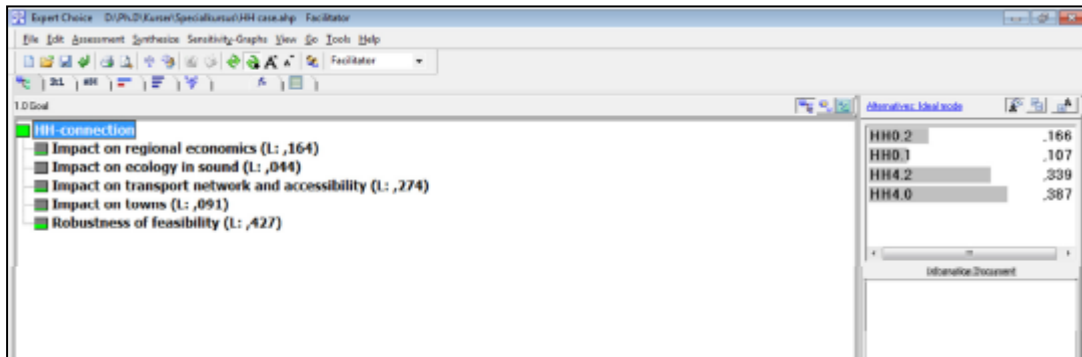 Expert Choice D:\Ph.D\Kurser\Specialkursus\HH case.ahp Facilitator
File Edit Assessment Synthesize Sensitivity-Graphs View Go Tools Help
Facilitator
3:1 ABC
1.0 Goal
Alternatives: Ideal mode
HH-connection
Impact on regional economics (L: ,164)
Impact on ecology in sound (L: ,044)
Impact on transport network and accessibility (L: ,274)
Impact on towns (L: ,091)
Robustness of feasibility (L: ,427)
HH0.2 ,166
HH0.1 ,107
HH4.2 ,339
HH4.0 ,387
Information Document